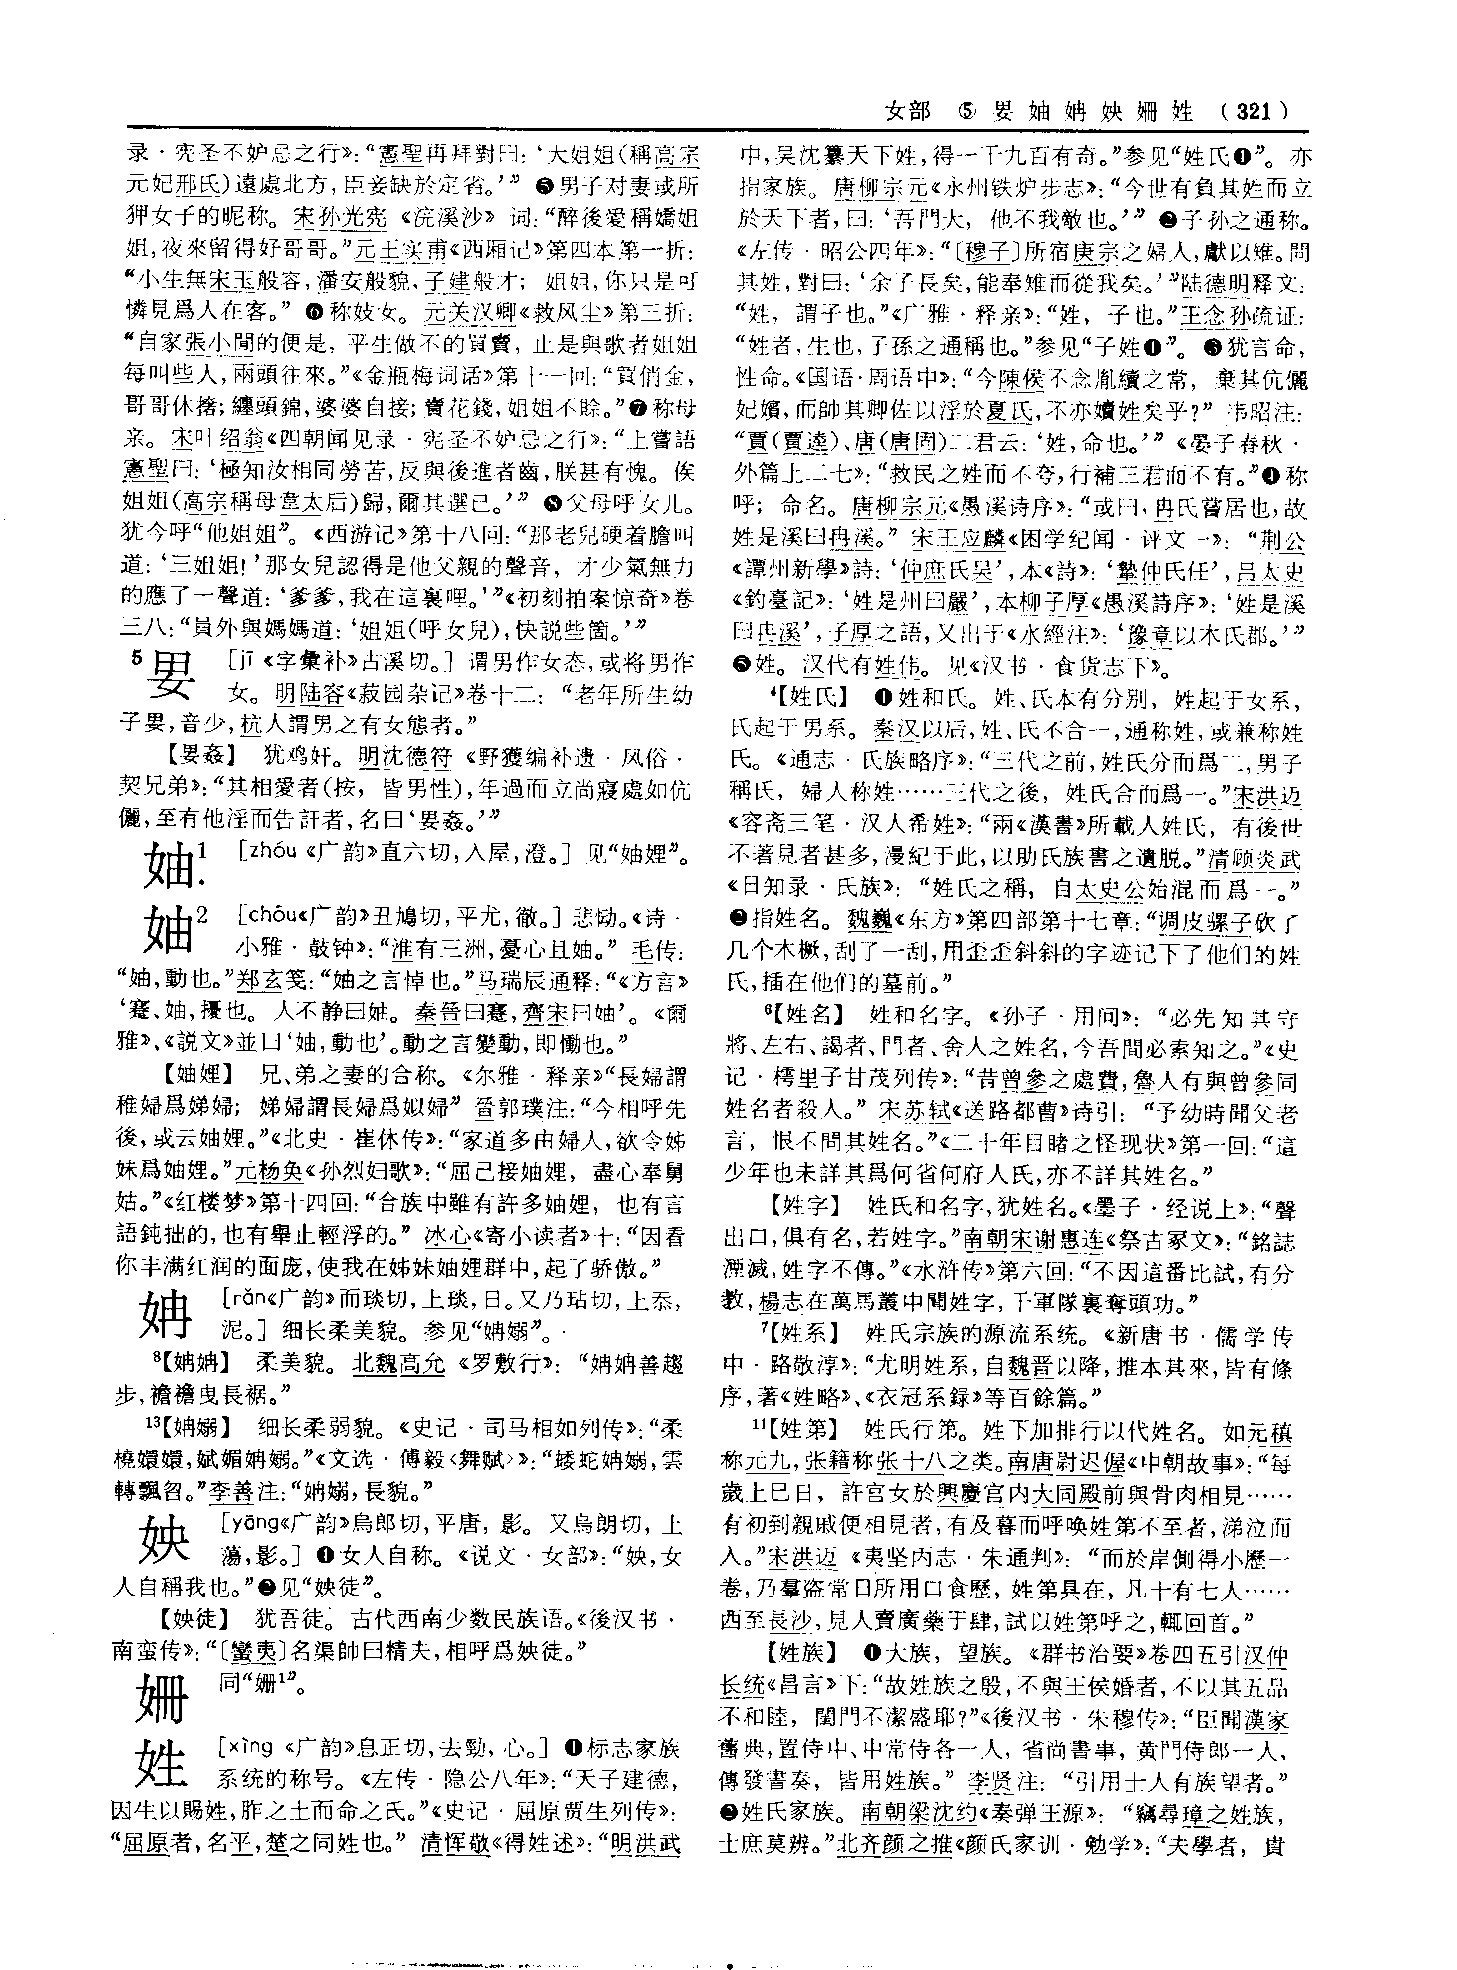 女部 ⑤ 㚻 妯 姌 姎 姗 姓 (321)
录·宪圣不妒忌之行》：“憲聖再拜對曰：‘大姐姐(稱高宗
元妃邢氏)遠處北方，臣妾缺於定省。’” ❺男子对妻或所
狎女子的昵称。宋孙光宪《浣溪沙》词：“醉後愛稱嬌姐
姐，夜來留得好哥哥。”元王实甫《西厢记》第四本第一折：
“小生無宋玉般容，潘安般貌，子建般才；姐姐，你只是可
憐見爲人在客。” ❻称妓女。元关汉卿《救风尘》第三折：
“自家張小閒的便是，平生做不的買賣，止是與歌者姐姐
每叫些人，兩頭往來。”《金瓶梅词话》第十一回：“買俏金，
哥哥休撦；纏頭錦，婆婆自接；賣花錢，姐姐不賒。”❼称母
亲。宋叶绍翁《四朝闻见录·宪圣不妒忌之行》：“上嘗語
憲聖曰：‘極知汝相同勞苦，反與後進者齒，朕甚有愧。俟
姐姐(高宗稱母韋太后)歸，爾其選已。’” ❽父母呼女儿。
犹今呼“他姐姐”。《西游记》第十八回：“那老兒硬着膽叫
道：‘三姐姐！’那女兒認得是他父親的聲音，才少氣無力
的應了一聲道：‘爹爹，我在這裏哩。’”《初刻拍案惊奇》卷
三八：“員外與媽媽道：‘姐姐(呼女兒)，快説些箇。’”
5 㚻 [jī《字彙补》古溪切。] 谓男作女态，或将男作
女。明陆容《菽园杂记》卷十二：“老年所生幼
子㚻，音少，杭人謂男之有女態者。”
【㚻姦】 犹鸡奸。明沈德符《野獲编补遗·风俗·
契兄弟》：“其相愛者(按，皆男性)，年過而立尚寢處如伉
儷，至有他淫而告訐者，名曰‘㚻姦。’”
妯1 [zhóu《广韵》直六切，入屋，澄。] 见“妯娌”。
妯2 [chōu《广韵》丑鳩切，平尤，徹。] 悲恸。《诗·
小雅·鼓钟》：“淮有三洲，憂心且妯。” 毛传：
“妯，動也。”郑玄笺：“妯之言悼也。”马瑞辰通释：“《方言》
‘蹇、妯，擾也。人不静曰妯。秦晉曰蹇，齊宋曰妯’。《爾
雅》、《説文》並曰‘妯，動也’。動之言變動，即慟也。”
【妯娌】 兄、弟之妻的合称。《尔雅·释亲》“長婦謂
稚婦爲娣婦；娣婦謂長婦爲姒婦” 晉郭璞注：“今相呼先
後，或云妯娌。”《北史·崔休传》：“家道多由婦人，欲令姊
妹爲妯娌。”元杨奂《孙烈妇歌》：“屈己接妯娌，盡心奉舅
姑。”《红楼梦》第十四回：“合族中雖有許多妯娌，也有言
語鈍拙的，也有舉止輕浮的。” 冰心《寄小读者》十：“因看
你丰满红润的面庞，使我在姊妹妯娌群中，起了骄傲。”
姌 [rǎn《广韵》而琰切，上琰，日。又乃玷切，上忝，
泥。] 细长柔美貌。参见“姌嫋”。
8【姌姌】 柔美貌。北魏高允《罗敷行》：“姌姌善趨
步，襜襜曳長裾。”
13【姌嫋】 细长柔弱貌。《史记·司马相如列传》：“柔
橈嬛嬛，娬媚姌嫋。”《文选·傅毅〈舞赋〉》：“蜲蛇姌嫋，雲
轉飄曶。”李善注：“姌嫋，長貌。”
姎 [yāng《广韵》烏郎切，平唐，影。又烏朗切，上
蕩，影。] ❶女人自称。《说文·女部》：“姎，女
人自稱我也。”❷见“姎徒”。
【姎徒】 犹吾徒。古代西南少数民族语。《後汉书·
南蛮传》：“〔蠻夷〕名渠帥曰精夫，相呼爲姎徒。”
姗 同“姍1”。
姓 [xìng《广韵》息正切，去勁，心。] ❶标志家族
系统的称号。《左传·隐公八年》：“天子建德，
因生以賜姓，胙之土而命之氏。”《史记·屈原贾生列传》：
“屈原者，名平，楚之同姓也。” 清恽敬《得姓述》：“明洪武
中，吴沈纂天下姓，得一千九百有奇。”参见“姓氏❶”。亦
指家族。唐柳宗元《永州铁炉步志》：“今世有負其姓而立
於天下者，曰：‘吾門大，他不我敵也。’” ❷子孙之通称。
《左传·昭公四年》：“〔穆子〕所宿庚宗之婦人，獻以雉。問
其姓，對曰：‘余子長矣，能奉雉而從我矣。’”陆德明释文：
“姓，謂子也。”《广雅·释亲》：“姓，子也。”王念孙疏证：
“姓者，生也，子孫之通稱也。”参见“子姓❶”。❸犹言命，
性命。《国语·周语中》：“今陳侯不念胤續之常，棄其伉儷
妃嬪，而帥其卿佐以淫於夏氏，不亦嬻姓矣乎？” 韦昭注：
“賈(賈逵)、唐(唐固)二君云：‘姓，命也。’” 《晏子春秋·
外篇上二七》：“救民之姓而不夸，行補三君而不有。”❹称
呼；命名。唐柳宗元《愚溪诗序》：“或曰，冉氏嘗居也，故
姓是溪曰冉溪。” 宋王应麟《困学纪闻·评文一》：“荆公
《譚州新學》詩：‘仲庶氏吴’，本《詩》：‘摯仲氏任’，吕太史
《釣臺記》：‘姓是州曰嚴’，本柳子厚《愚溪詩序》：‘姓是溪
曰冉溪’，子厚之語，又出于《水經注》：‘豫章以木氏郡。’”
❺姓。汉代有姓伟。见《汉书·食货志下》。
4【姓氏】 ❶姓和氏。姓、氏本有分别，姓起于女系，
氏起于男系。秦汉以后，姓、氏不合一，通称姓，或兼称姓
氏。《通志·氏族略序》：“三代之前，姓氏分而爲二，男子
稱氏，婦人称姓……三代之後，姓氏合而爲一。”宋洪迈
《容斋三笔·汉人希姓》：“兩《漢書》所載人姓氏，有後世
不著見者甚多，漫紀于此，以助氏族書之遺脱。”清顾炎武
《日知录·氏族》：“姓氏之稱，自太史公始混而爲一。”
❷指姓名。魏巍《东方》第四部第十七章：“调皮骡子砍了
几个木橛，刮了一刮，用歪歪斜斜的字迹记下了他们的姓
氏，插在他们的墓前。”
6【姓名】 姓和名字。《孙子·用间》：“必先知其守
將、左右、謁者、門者、舍人之姓名，今吾間必索知之。”《史
记·樗里子甘茂列传》：“昔曾參之處費，魯人有與曾參同
姓名者殺人。” 宋苏轼《送路都曹》诗引：“予幼時聞父老
言，恨不問其姓名。”《二十年目睹之怪现状》第一回：“這
少年也未詳其爲何省何府人氏，亦不詳其姓名。”
【姓字】 姓氏和名字，犹姓名。《墨子·经说上》：“聲
出口，俱有名，若姓字。”南朝宋谢惠连《祭古冢文》：“銘誌
湮滅，姓字不傳。”《水浒传》第六回：“不因這番比試，有分
教，楊志在萬馬叢中聞姓字，千軍隊裏奪頭功。”
7【姓系】 姓氏宗族的源流系统。《新唐书·儒学传
中·路敬淳》：“尤明姓系，自魏晋以降，推本其來，皆有條
序，著《姓略》、《衣冠系録》等百餘篇。”
11【姓第】 姓氏行第。姓下加排行以代姓名。如元稹
称元九，张籍称张十八之类。南唐尉迟偓《中朝故事》：“每
歲上巳日，許宫女於興慶宫内大同殿前與骨肉相見……
有初到親戚便相見者，有及暮而呼唤姓第不至者，涕泣而
入。”宋洪迈《夷坚丙志·朱通判》：“而於岸側得小歷一
卷，乃羣盗常日所用口食歷，姓第具在，凡十有七人……
西至長沙，見人賣廣藥于肆，試以姓第呼之，輒回首。”
【姓族】 ❶大族，望族。《群书治要》卷四五引汉仲
长统《昌言》下：“故姓族之殷，不與王侯婚者，不以其五品
不和睦，閨門不潔盛耶？”《後汉书·朱穆传》：“臣聞漢家
舊典，置侍中、中常侍各一人，省尚書事，黄門侍郎一人，
傳發書奏，皆用姓族。” 李贤注：“引用士人有族望者。”
❷姓氏家族。南朝梁沈约《奏弹王源》：“竊尋璋之姓族，
士庶莫辨。”北齐颜之推《颜氏家训·勉学》：“夫學者，貴